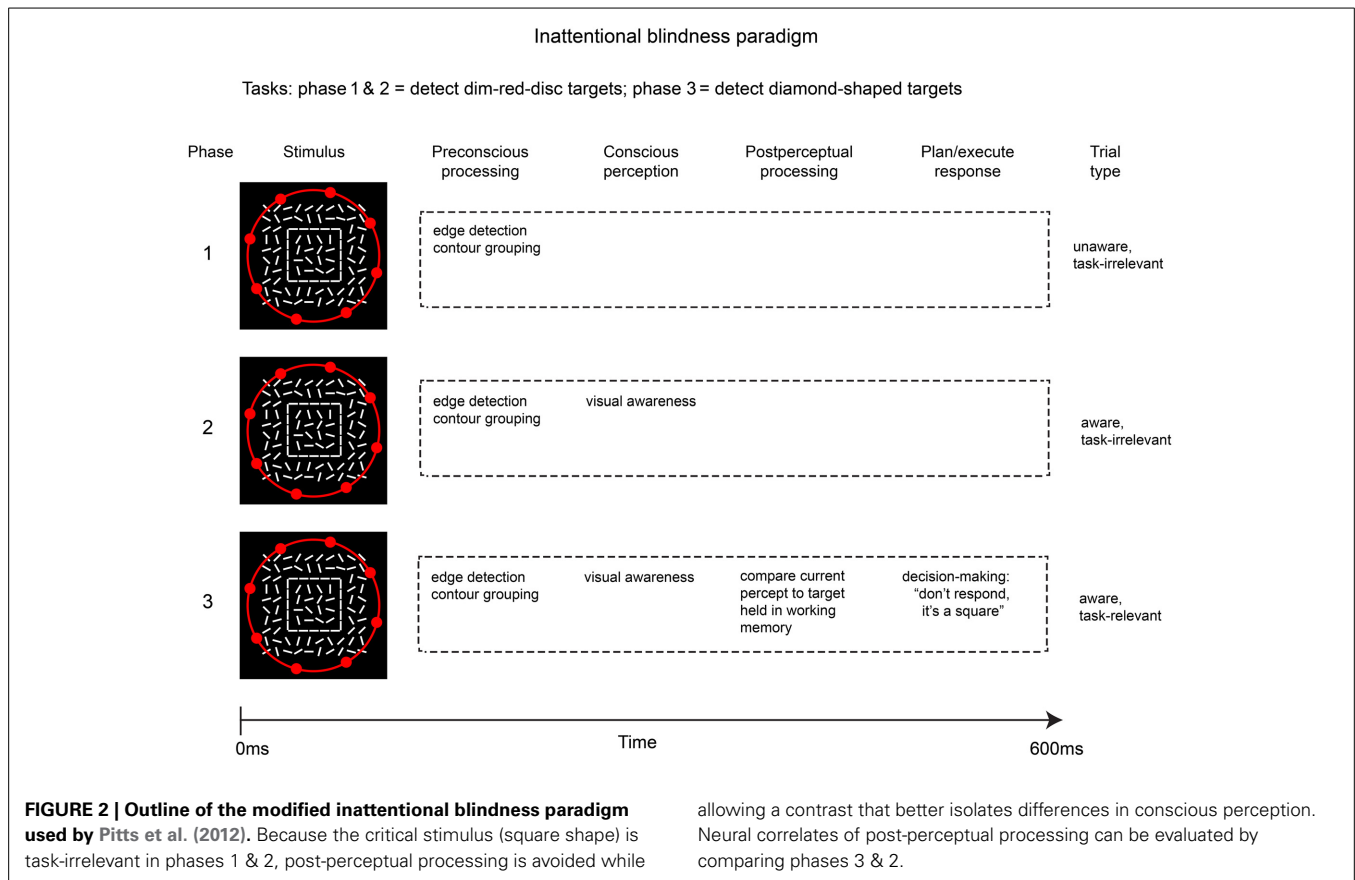 Inattentional blindness paradigm
Tasks: phase 1 & 2 = detect dim-red-disc targets; phase 3 = detect diamond-shaped targets
Phase
Stimulus
Preconscious
processing
Conscious
perception
Postperceptual
processing
Plan/execute
response
Trial
type
1
edge detection
contour grouping
unaware,
task-irrelevant
2
edge detection
contour grouping
visual awareness
aware,
task-irrelevant
3
edge detection
contour grouping
visual awareness
compare current
percept to target
held in working
memory
decision-making:
“don’t respond,
it’s a square”
aware,
task-relevant
0ms
Time
600ms
FIGURE 2 | Outline of the modified inattentional blindness paradigm
used by Pitts et al. (2012). Because the critical stimulus (square shape) is
task-irrelevant in phases 1 & 2, post-perceptual processing is avoided while
allowing a contrast that better isolates differences in conscious perception.
Neural correlates of post-perceptual processing can be evaluated by
comparing phases 3 & 2.